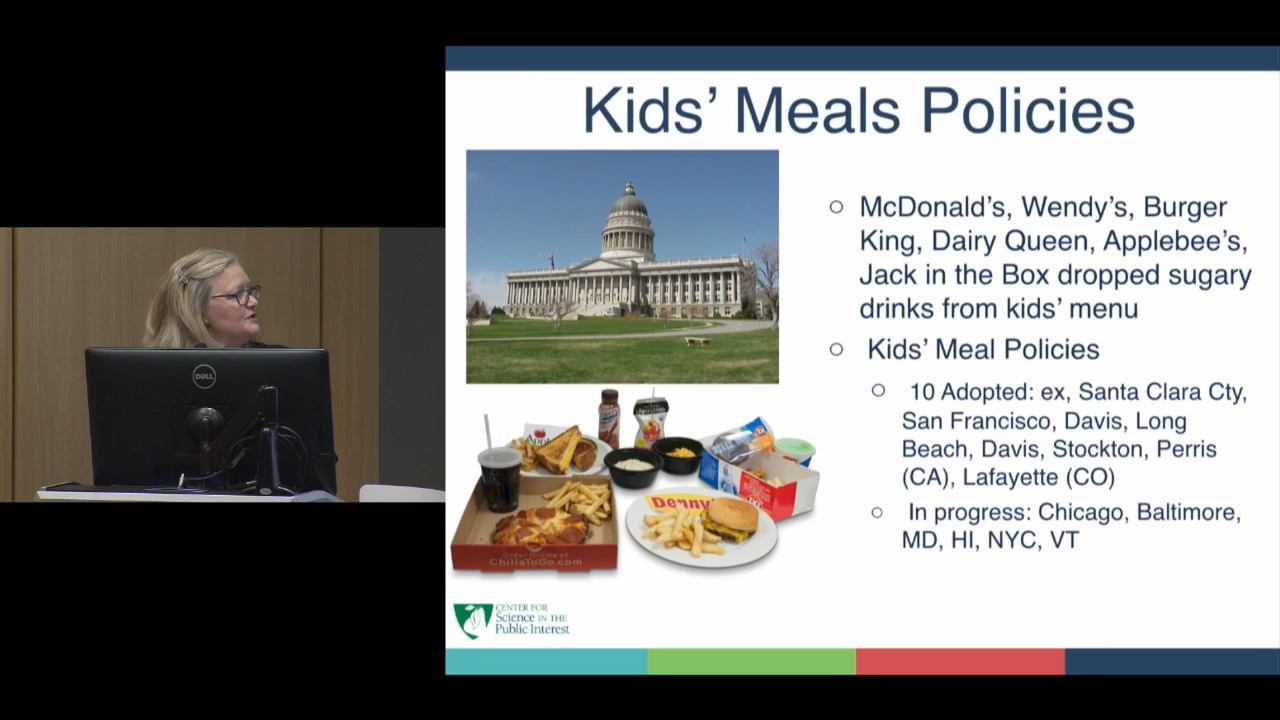 Kids' Meals Policies
McDonald's, Wendy's, Burger
King, Dairy Queen, Applebee's,
Jack in the Box dropped sugary
drinks from kids' menu
Kids' Meal Policies
10 Adopted: ex, Santa Clara Cty,
San Francisco, Davis, Long
Beach, Davis, Stockton, Perris
(CA), Lafayette (CO)
In progress: Chicago, Baltimore,
MD, HI, NYC, VT
DELL
Denny's
Order Online at
ChilisToGo.com
CENTER FOR
Science IN THE
Public Interest